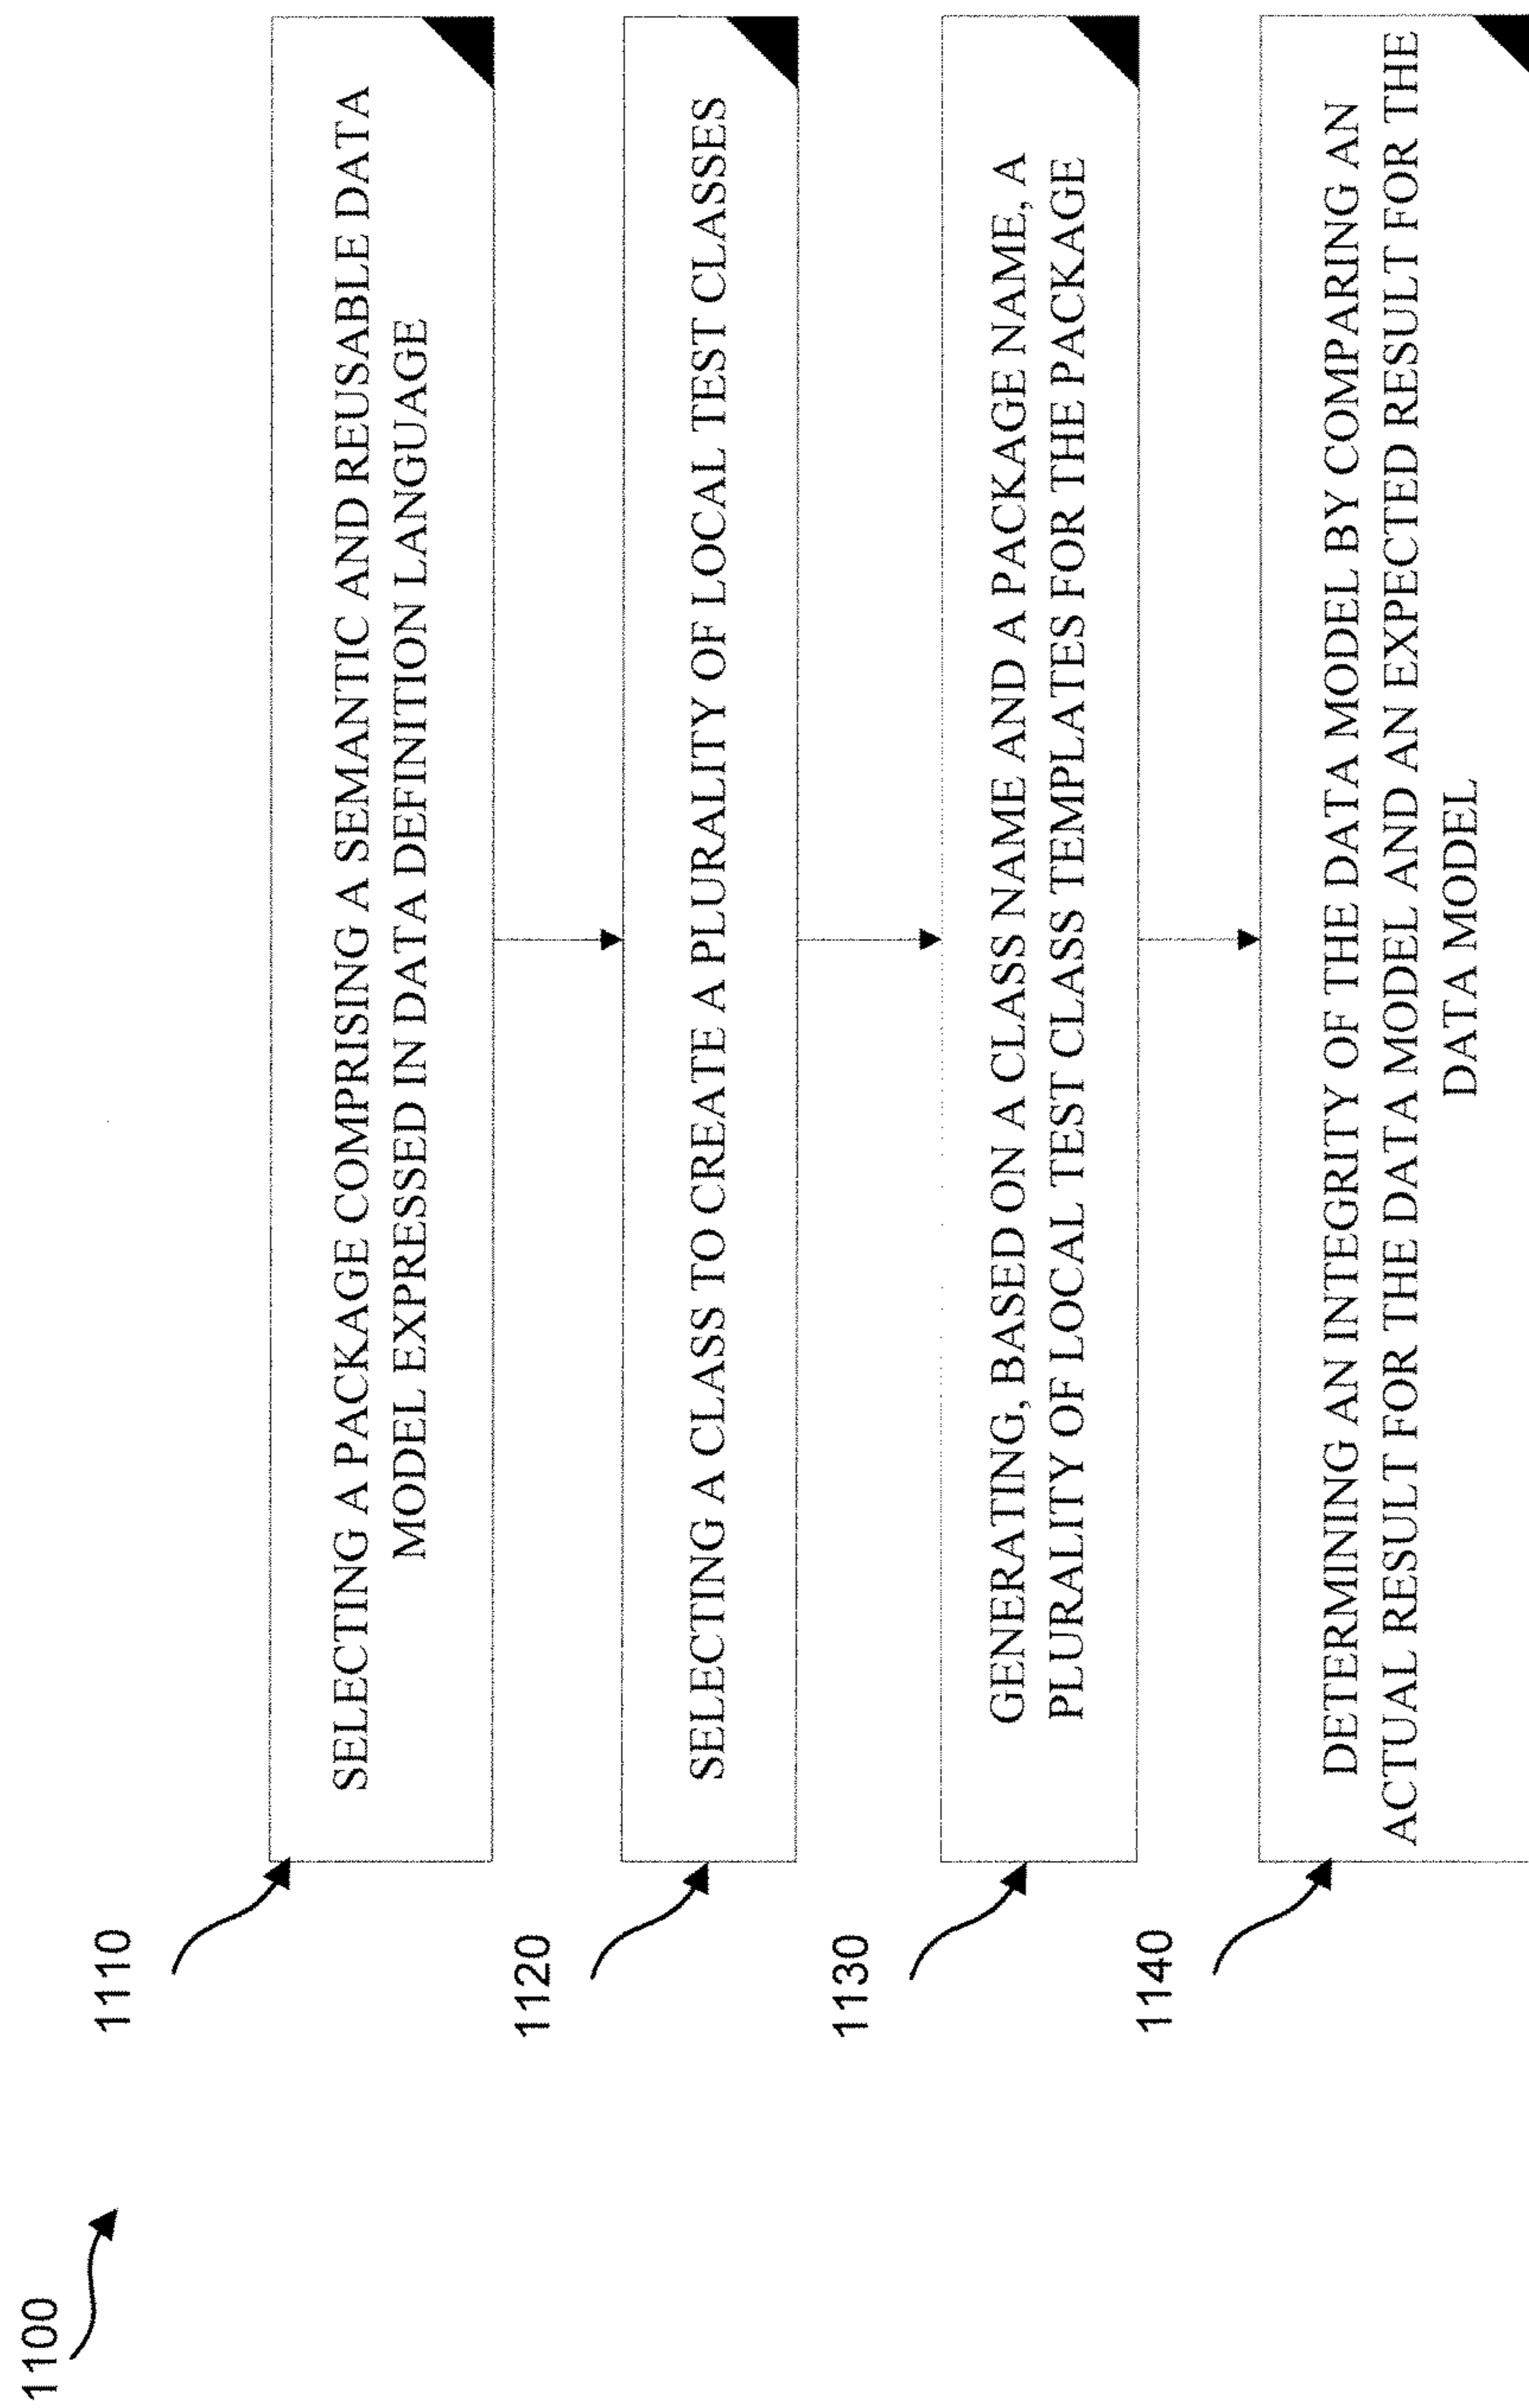 1100
1110
SELECTING A PACKAGE COMPRISING A SEMANTIC AND REUSABLE DATA
MODEL EXPRESSED IN DATA DEFINITION LANGUAGE
1120
SELECTING A CLASS TO CREATE A PLURALITY OF LOCAL TEST CLASSES
1130
GENERATING, BASED ON A CLASS NAME AND A PACKAGE NAME, A
PLURALITY OF LOCAL TEST CLASS TEMPLATES FOR THE PACKAGE
1140
DETERMINING AN INTEGRITY OF THE DATA MODEL BY COMPARING AN
ACTUAL RESULT FOR THE DATA MODEL AND AN EXPECTED RESULT FOR THE
DATA MODEL